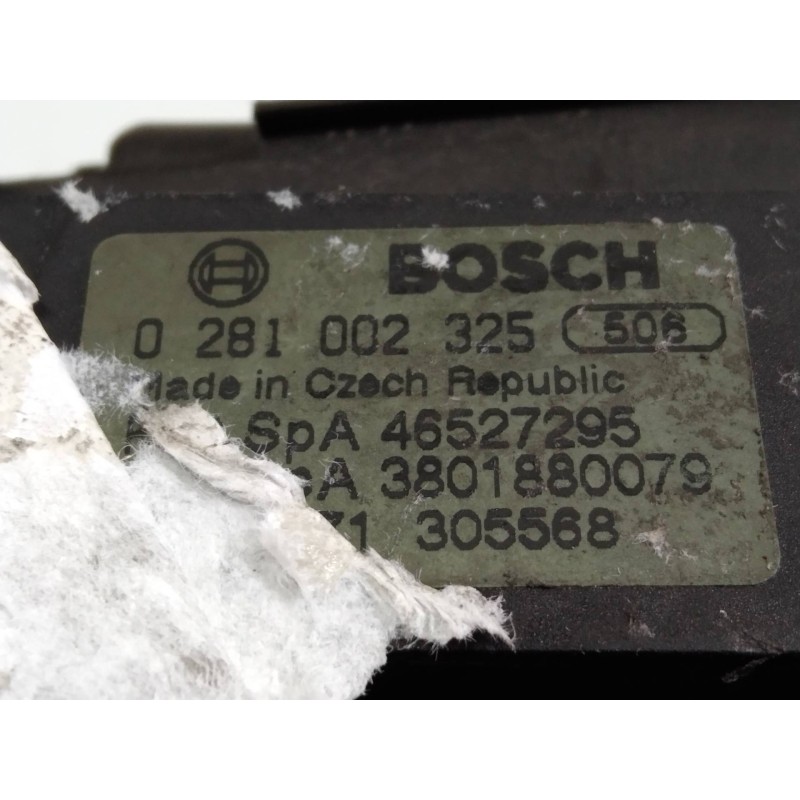 BOSCH
0 281 002 325 506
Made in Czech Republic
SpA 46527295
3801880079
305568